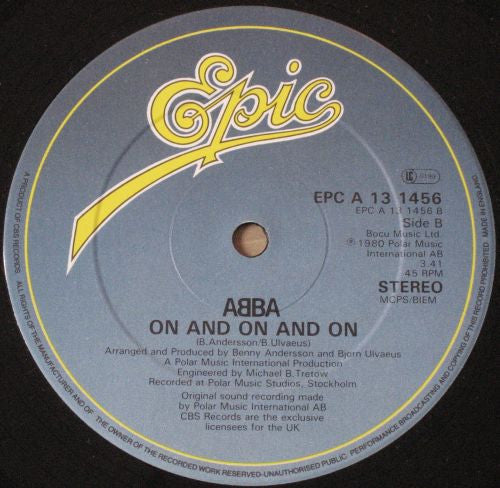 Epic
LC 0199
EPC A 13 1456
EPC A 13 1456 B
Side B
Bocu Music Ltd.
℗ 1980 Polar Music
International AB
3.41
45 RPM
STEREO
MCPS/BIEM
ABBA
ON AND ON AND ON
(B.Andersson/B.Ulvaeus)
Arranged and Produced by Benny Andersson and Bjorn Ulvaeus
A Polar Music International Production
Engineered by Michael B.Tretow
Recorded at Polar Music Studios, Stockholm
Original sound recording made
by Polar Music International AB
CBS Records are the exclusive
licensees for the UK
A PRODUCT OF CBS RECORDS
ALL RIGHTS OF THE MANUFACTURER AND OF THE OWNER OF THE RECORDED WORK RESERVED-UNAUTHORISED PUBLIC PERFORMANCE BROADCASTING AND COPYING OF THIS RECORD PROHIBITED
MADE IN ENGLAND